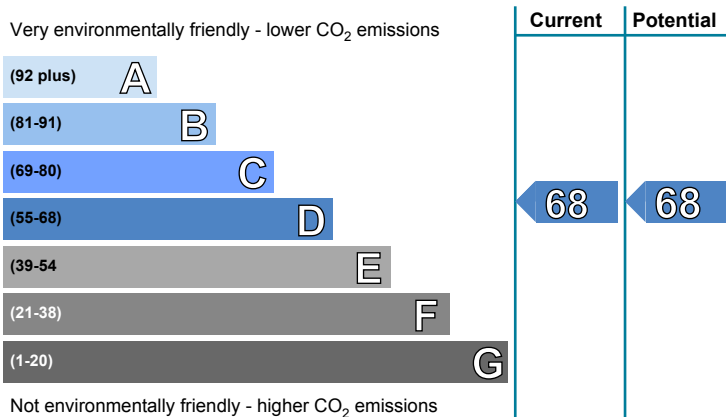 Current Potential
Very environmentally friendly - lower CO2 emissions
(92 plus) A
(81-91) B
(69-80) C
(55-68) D
68 68
(39-54 E
(21-38) F
(1-20) G
Not environmentally friendly - higher CO2 emissions